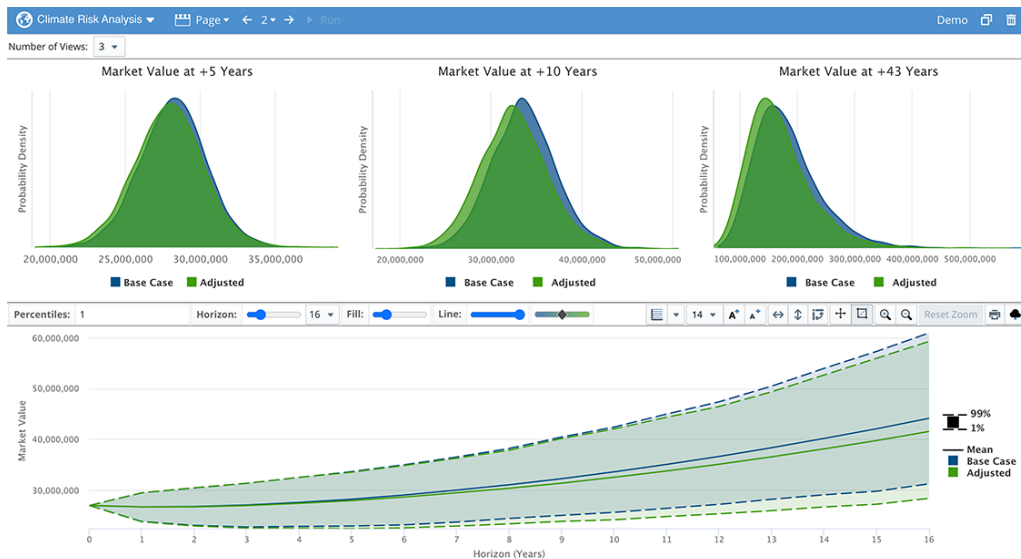 Climate Risk Analysis Page 2 Run Demo
Number of Views: 3
Market Value at +5 Years
Probability Density
20,000,000 25,000,000 30,000,000 35,000,000
Base Case Adjusted
Market Value at +10 Years
Probability Density
20,000,000 30,000,000 40,000,000 50,000,000
Base Case Adjusted
Market Value at +43 Years
Probability Density
100,000,000 200,000,000 300,000,000 400,000,000 500,000,000
Base Case Adjusted
Percentiles: 1 Horizon: 16 Fill: Line: 14 A+ A+ Reset Zoom
Market Value
60,000,000
50,000,000
40,000,000
30,000,000
0 1 2 3 4 5 6 7 8 9 10 11 12 13 14 15 16
Horizon (Years)
99%
1%
Mean
Base Case
Adjusted